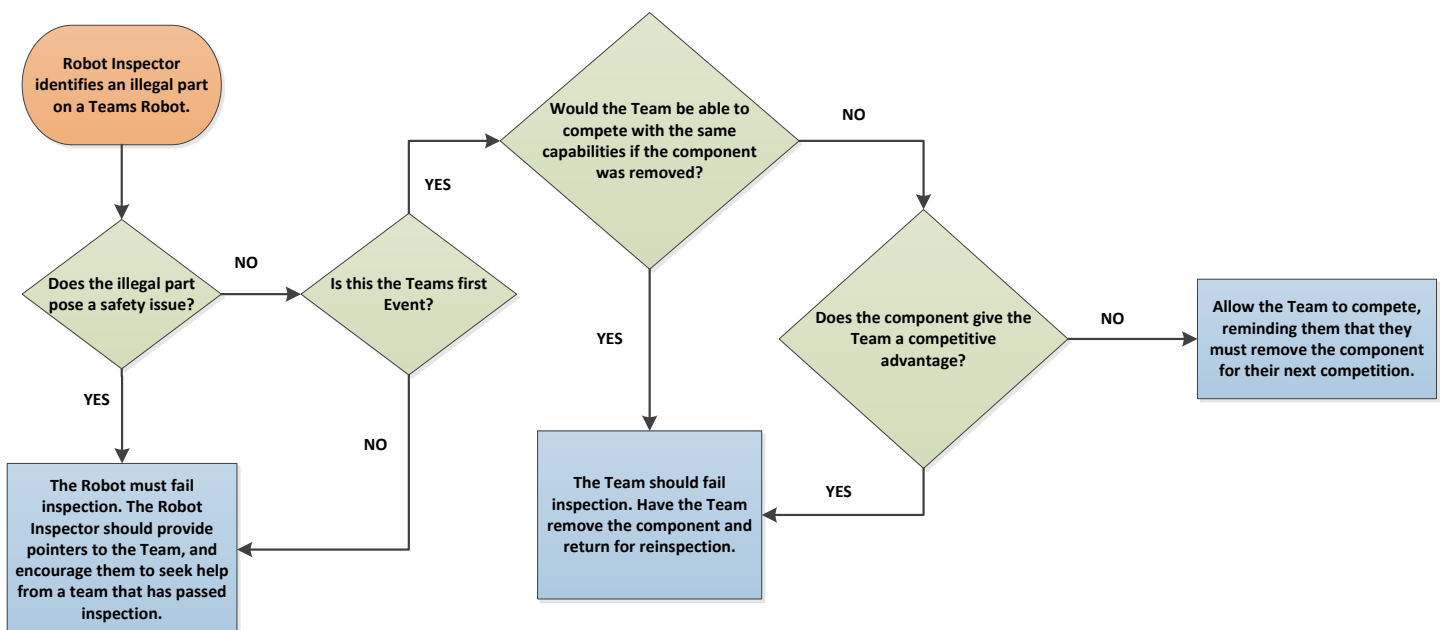 Robot Inspector
identifies an illegal part
on a Teams Robot.
Does the illegal part
pose a safety issue?
NO
YES
The Robot must fail
inspection. The Robot
Inspector should provide
pointers to the Team, and
encourage them to seek help
from a team that has passed
inspection.
Is this the Teams first
Event?
YES
NO
Would the Team be able to
compete with the same
capabilities if the component
was removed?
NO
YES
The Team should fail
inspection. Have the Team
remove the component and
return for reinspection.
Does the component give the
Team a competitive
advantage?
YES
NO
Allow the Team to compete,
reminding them that they
must remove the component
for their next competition.